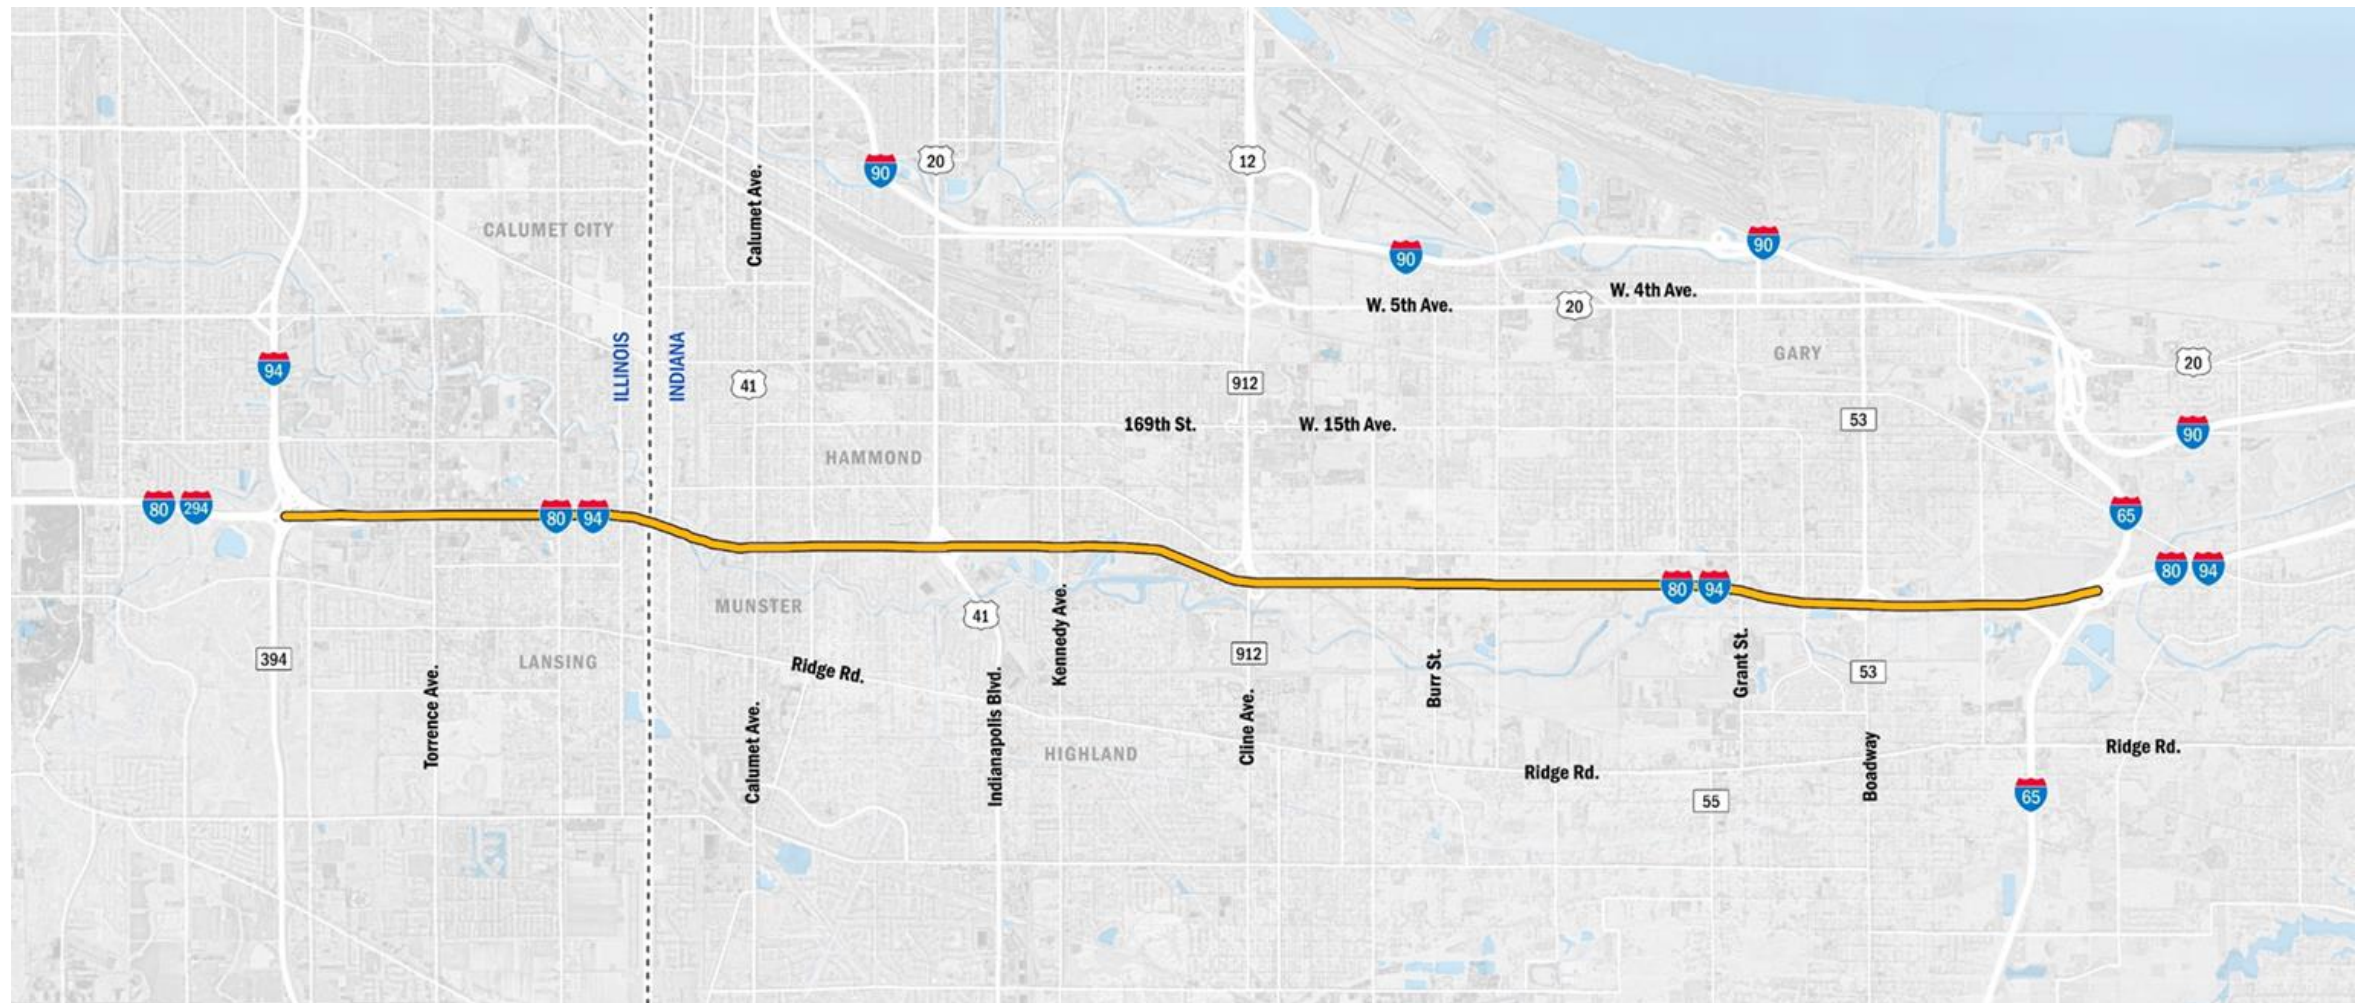 90
20
12
Calumet Ave.
CALUMET CITY
90
90
W. 5th Ave.
20
W. 4th Ave.
ILLINOIS
INDIANA
GARY
94
41
912
20
169th St.
W. 15th Ave.
53
90
HAMMOND
80
294
80
94
65
80
94
80
94
MUNSTER
41
Kennedy Ave.
394
LANSING
Ridge Rd.
912
Burr St.
Grant St.
53
Torrence Ave.
Calumet Ave.
Indianapolis Blvd.
Cline Ave.
HIGHLAND
Ridge Rd.
Boadway
Ridge Rd.
55
65